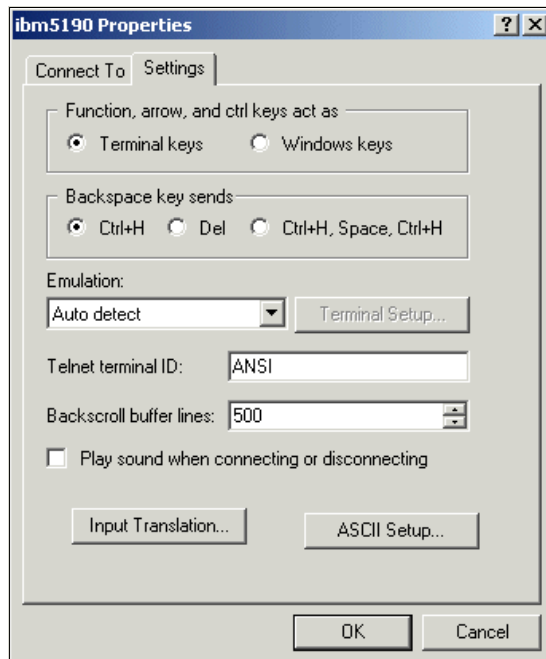 ibm5190 Properties
Connect To Settings
Function, arrow, and ctrl keys act as
Terminal keys Windows keys
Backspace key sends
Ctrl+H Del Ctrl+H, Space, Ctrl+H
Emulation:
Auto detect Terminal Setup...
Telnet terminal ID: ANSI
Backscroll buffer lines: 500
Play sound when connecting or disconnecting
Input Translation... ASCII Setup...
OK Cancel